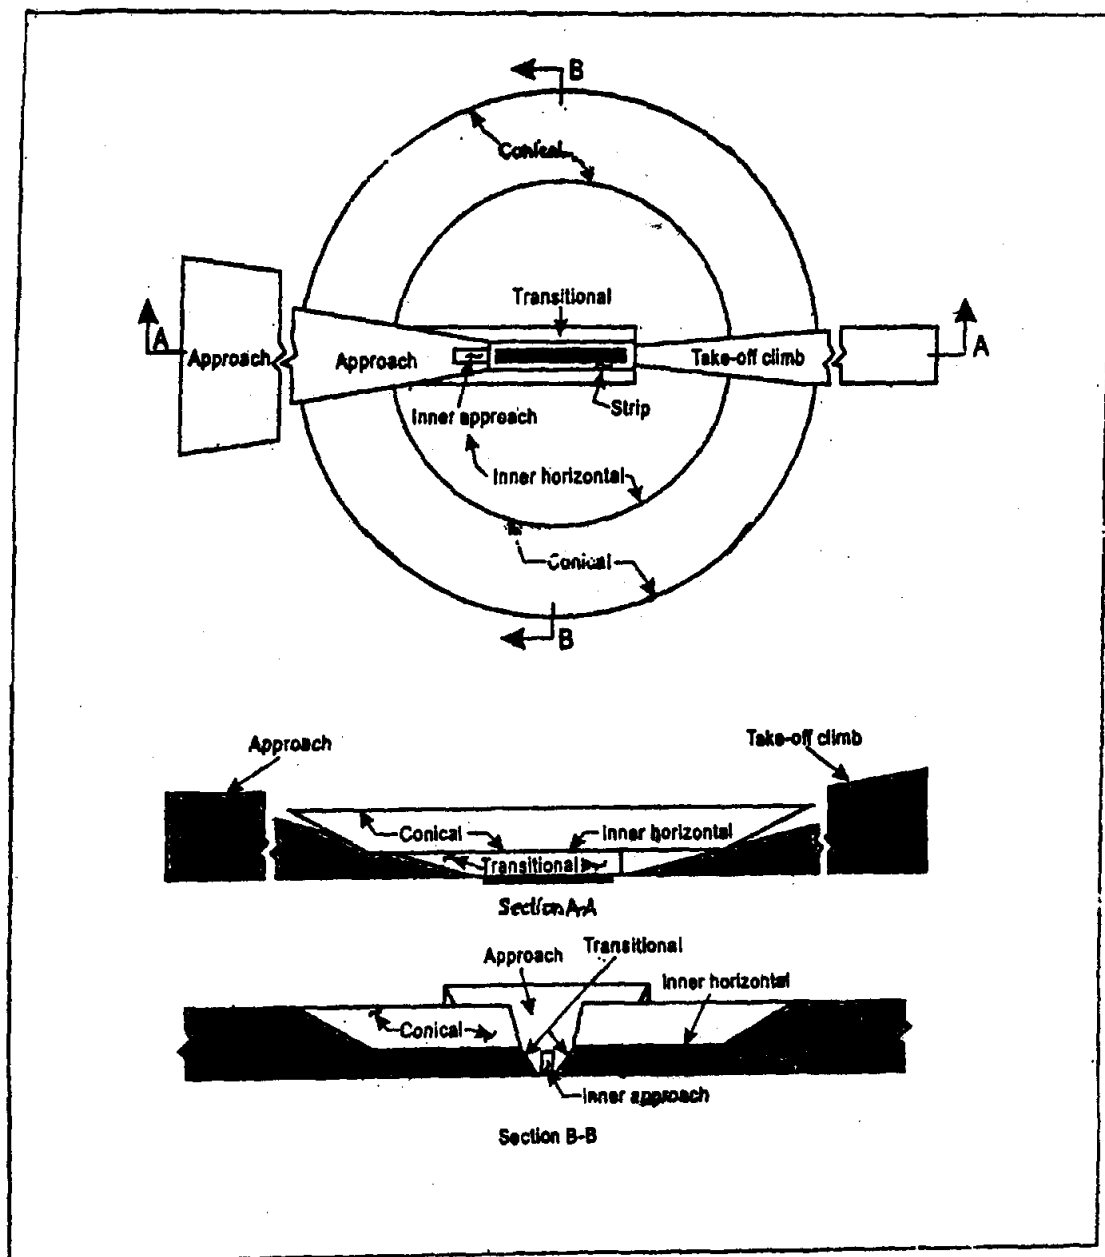 B
Conical
Transitional
A
A
Approach
Approach
Take-off climb
Inner approach
Strip
Inner horizontal
Conical
B
Approach
Take-off climb
Conical
Inner horizontal
Transitional
Section A-A
Transitional
Approach
Inner horizontal
Conical
Inner approach
Section B-B